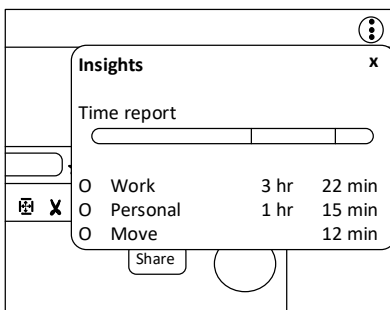 Insights x
Time report
O Work 3 hr 22 min
O Personal 1 hr 15 min
O Move 12 min
Share